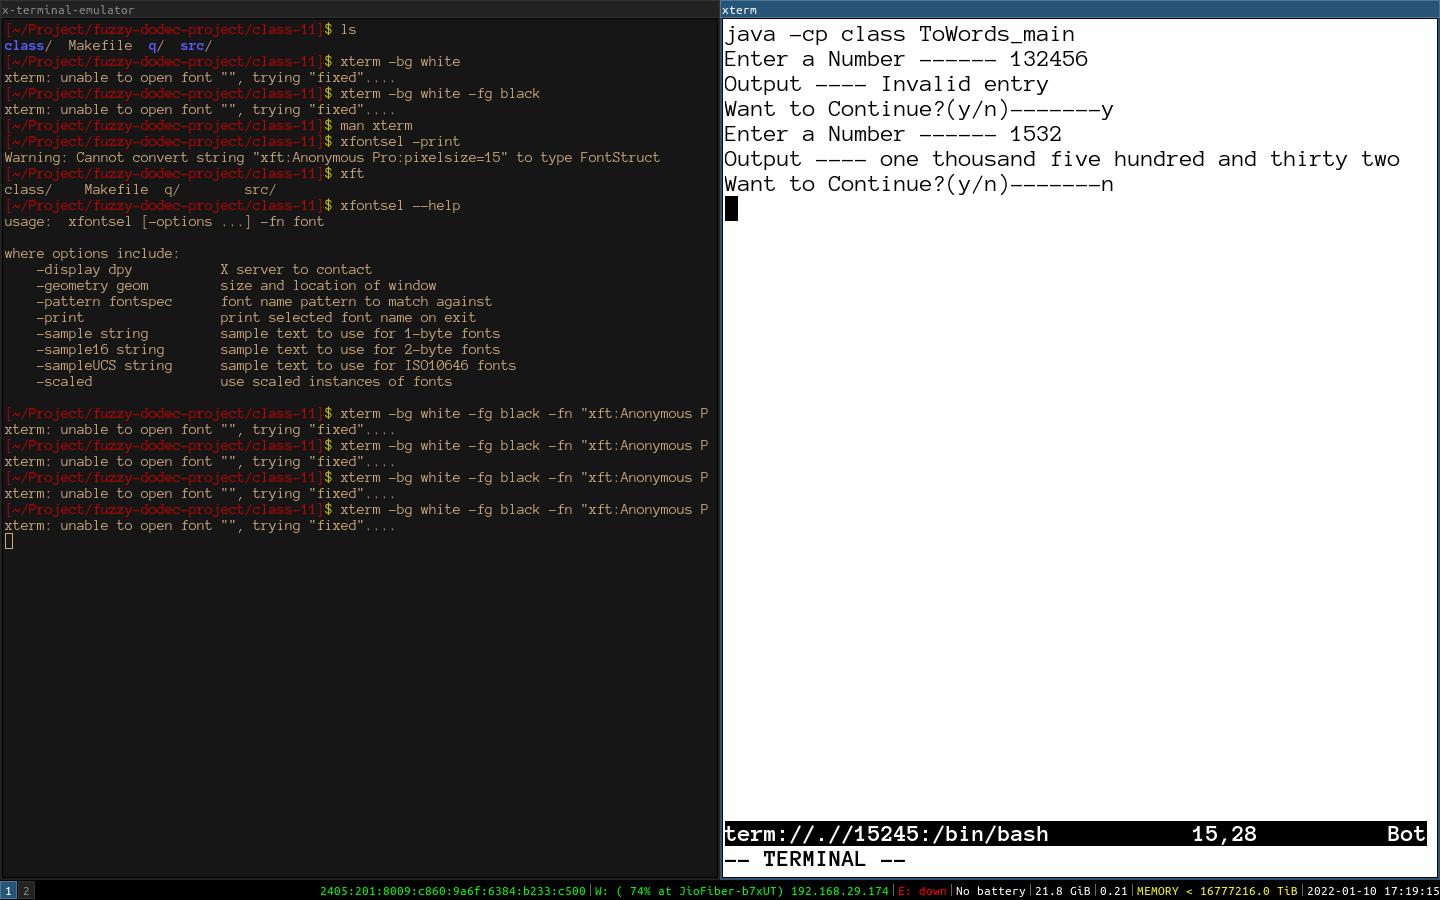 x-terminal-emulator
[~/Project/fuzzy-dodec-project/class-11]$ ls
class/  Makefile  q/  src/
[~/Project/fuzzy-dodec-project/class-11]$ xterm -bg white
xterm: unable to open font "", trying "fixed"....
[~/Project/fuzzy-dodec-project/class-11]$ xterm -bg white -fg black
xterm: unable to open font "", trying "fixed"....
[~/Project/fuzzy-dodec-project/class-11]$ man xterm
[~/Project/fuzzy-dodec-project/class-11]$ xfontsel -print
Warning: Cannot convert string "xft:Anonymous Pro:pixelsize=15" to type FontStruct
[~/Project/fuzzy-dodec-project/class-11]$ xft
class/    Makefile  q/        src/
[~/Project/fuzzy-dodec-project/class-11]$ xfontsel --help
usage:  xfontsel [-options ...] -fn font
where options include:
    -display dpy           X server to contact
    -geometry geom         size and location of window
    -pattern fontspec      font name pattern to match against
    -print                 print selected font name on exit
    -sample string         sample text to use for 1-byte fonts
    -sample16 string       sample text to use for 2-byte fonts
    -sampleUCS string      sample text to use for ISO10646 fonts
    -scaled                use scaled instances of fonts
[~/Project/fuzzy-dodec-project/class-11]$ xterm -bg white -fg black -fn "xft:Anonymous P
xterm: unable to open font "", trying "fixed"....
[~/Project/fuzzy-dodec-project/class-11]$ xterm -bg white -fg black -fn "xft:Anonymous P
xterm: unable to open font "", trying "fixed"....
[~/Project/fuzzy-dodec-project/class-11]$ xterm -bg white -fg black -fn "xft:Anonymous P
xterm: unable to open font "", trying "fixed"....
[~/Project/fuzzy-dodec-project/class-11]$ xterm -bg white -fg black -fn "xft:Anonymous P
xterm: unable to open font "", trying "fixed"....
xterm
java -cp class ToWords_main
Enter a Number ------ 132456
Output ---- Invalid entry
Want to Continue?(y/n)-------y
Enter a Number ------ 1532
Output ---- one thousand five hundred and thirty two
Want to Continue?(y/n)-------n
term://.//15245:/bin/bash           15,28          Bot
-- TERMINAL --
1 2 2405:201:8009:c860:9a6f:6384:b233:c500|W: ( 74% at JioFiber-b7xUT) 192.168.29.174|E: down|No battery|21.8 GiB|0.21|MEMORY < 16777216.0 TiB|2022-01-10 17:19:15